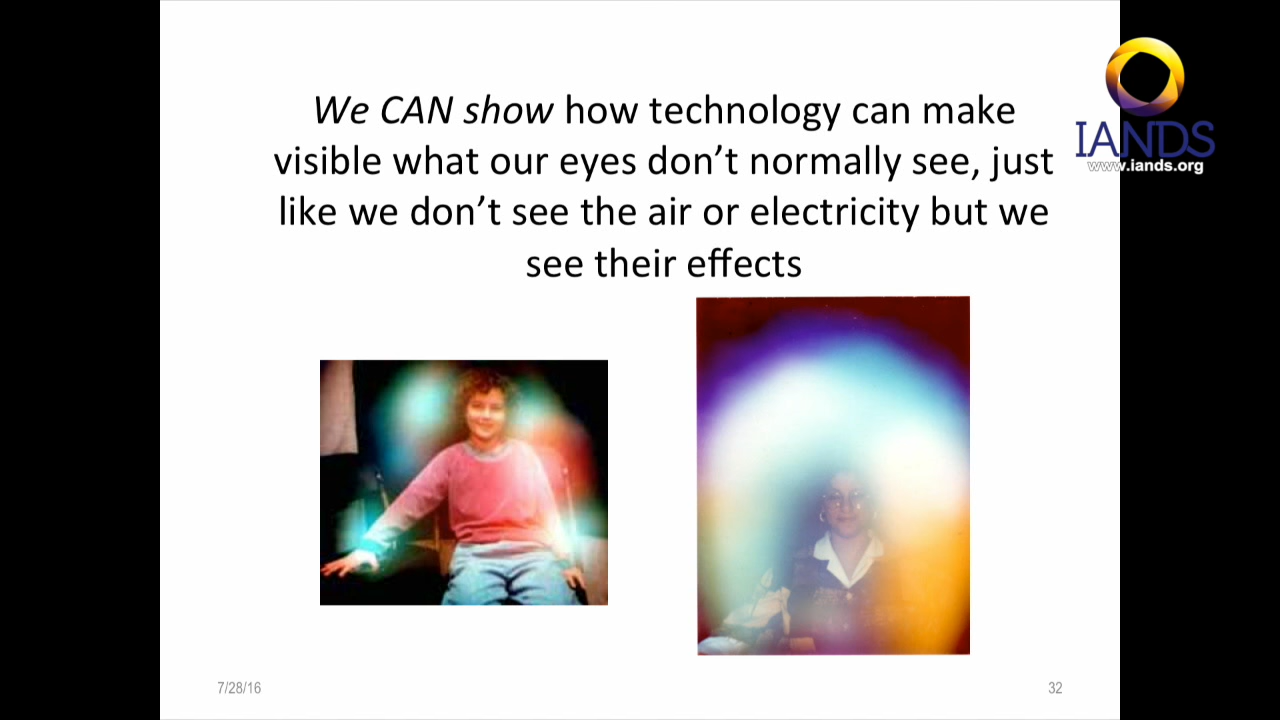 We CAN show how technology can make
visible what our eyes don’t normally see, just
like we don’t see the air or electricity but we
see their effects
IANDS
www.iands.org
7/28/16
32